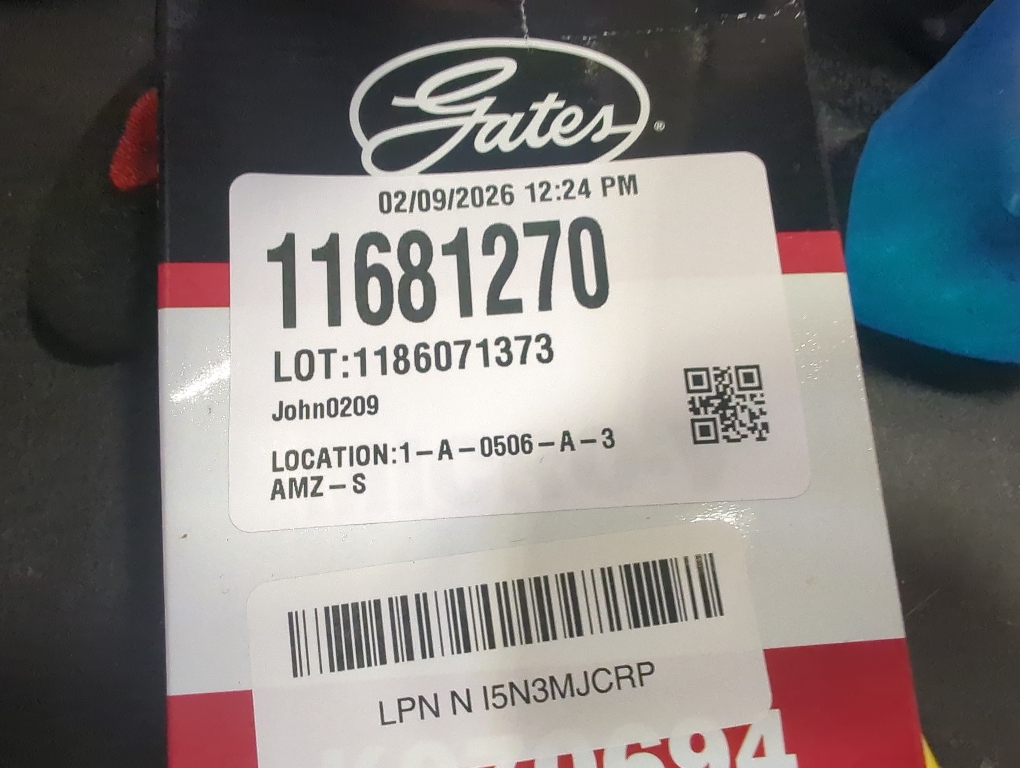 Gates®
02/09/2026 12:24 PM
11681270
LOT:1186071373
John0209
LOCATION:1-A-0506-A-3
AMZ-S
LPN N I5N3MJCRP